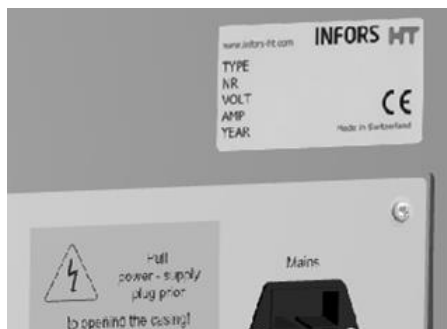 www.infors-ht.com INFORS HT
TYPE
NR
VOLT
AMP
YEAR
CE
Made in Switzerland
Pull
power - supply
plug prior
to opening the casing!
Mains